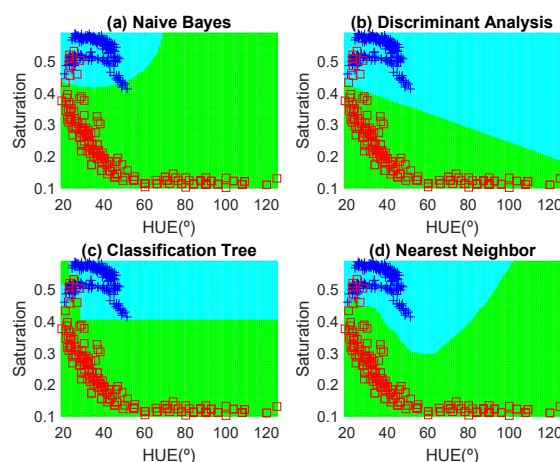 (a) Naive Bayes
(b) Discriminant Analysis
Saturation
0.5
0.4
0.3
0.2
0.1
20 40 60 80 100 120
HUE(º)
Saturation
0.5
0.4
0.3
0.2
0.1
20 40 60 80 100 120
HUE(º)
(c) Classification Tree
(d) Nearest Neighbor
Saturation
0.5
0.4
0.3
0.2
0.1
20 40 60 80 100 120
HUE(º)
Saturation
0.5
0.4
0.3
0.2
0.1
20 40 60 80 100 120
HUE(º)